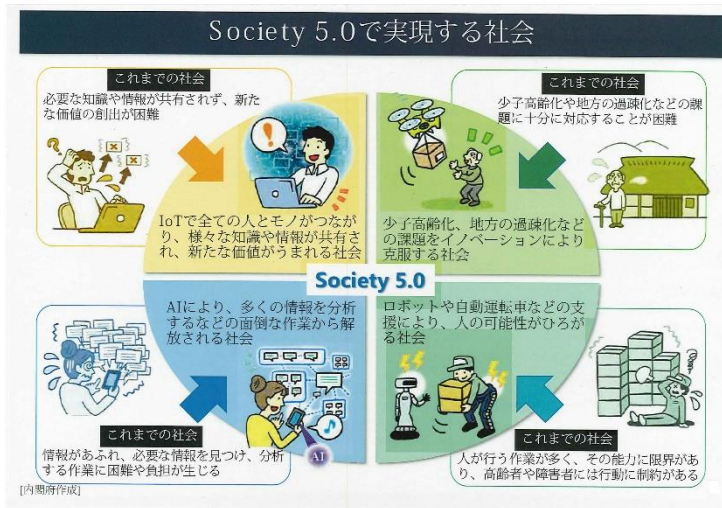 Society 5.0で実現する社会
これまでの社会
必要な知識や情報が共有されず、新た
な価値の創出が困難
これまでの社会
少子高齢化や地方の過疎化などの課
題に十分に対応することが困難
IoTで全ての人とモノがつなが
り、様々な知識や情報が共有さ
れ、新たな価値がうまれる社会
少子高齢化、地方の過疎化など
の課題をイノベーションにより
克服する社会
Society 5.0
AIにより、多くの情報を分析
するなどの面倒な作業から解
放される社会
ロボットや自動運転車などの支
援により、人の可能性がひろが
る社会
AI
これまでの社会
情報があふれ、必要な情報を見つけ、分析
する作業に困難や負担が生じる
これまでの社会
人が行う作業が多く、その能力に限界があ
り、高齢者や障害者には行動に制約がある
[内閣府作成]